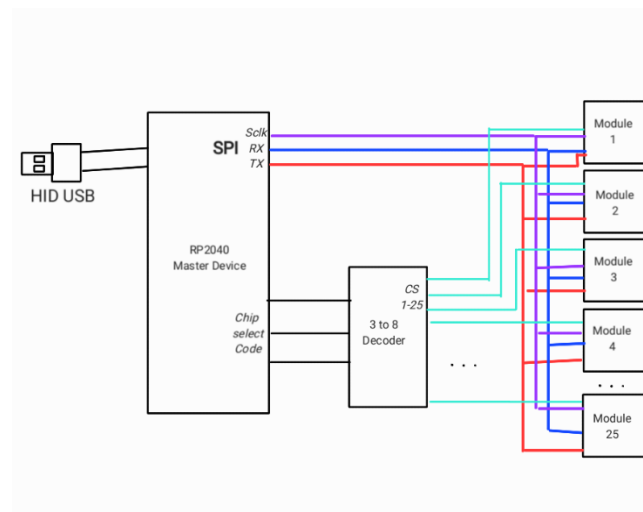 HID USB
SPI
Sclk
RX
TX
RP2040
Master Device
Chip
select
Code
CS
1-25
3 to 8
Decoder
. . .
Module
1
Module
2
Module
3
Module
4
. . .
Module
25